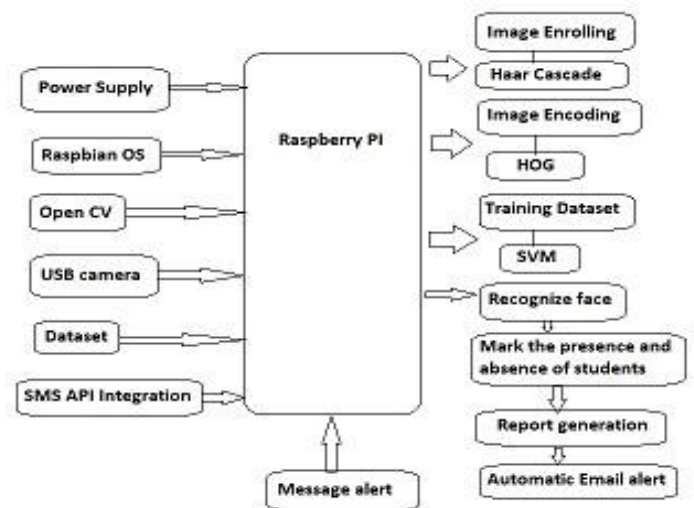 Power Supply
Raspbian OS
Open CV
USB camera
Dataset
SMS API Integration
Raspberry PI
Message alert
Image Enrolling
Haar Cascade
Image Encoding
HOG
Training Dataset
SVM
Recognize face
Mark the presence and
absence of students
Report generation
Automatic Email alert